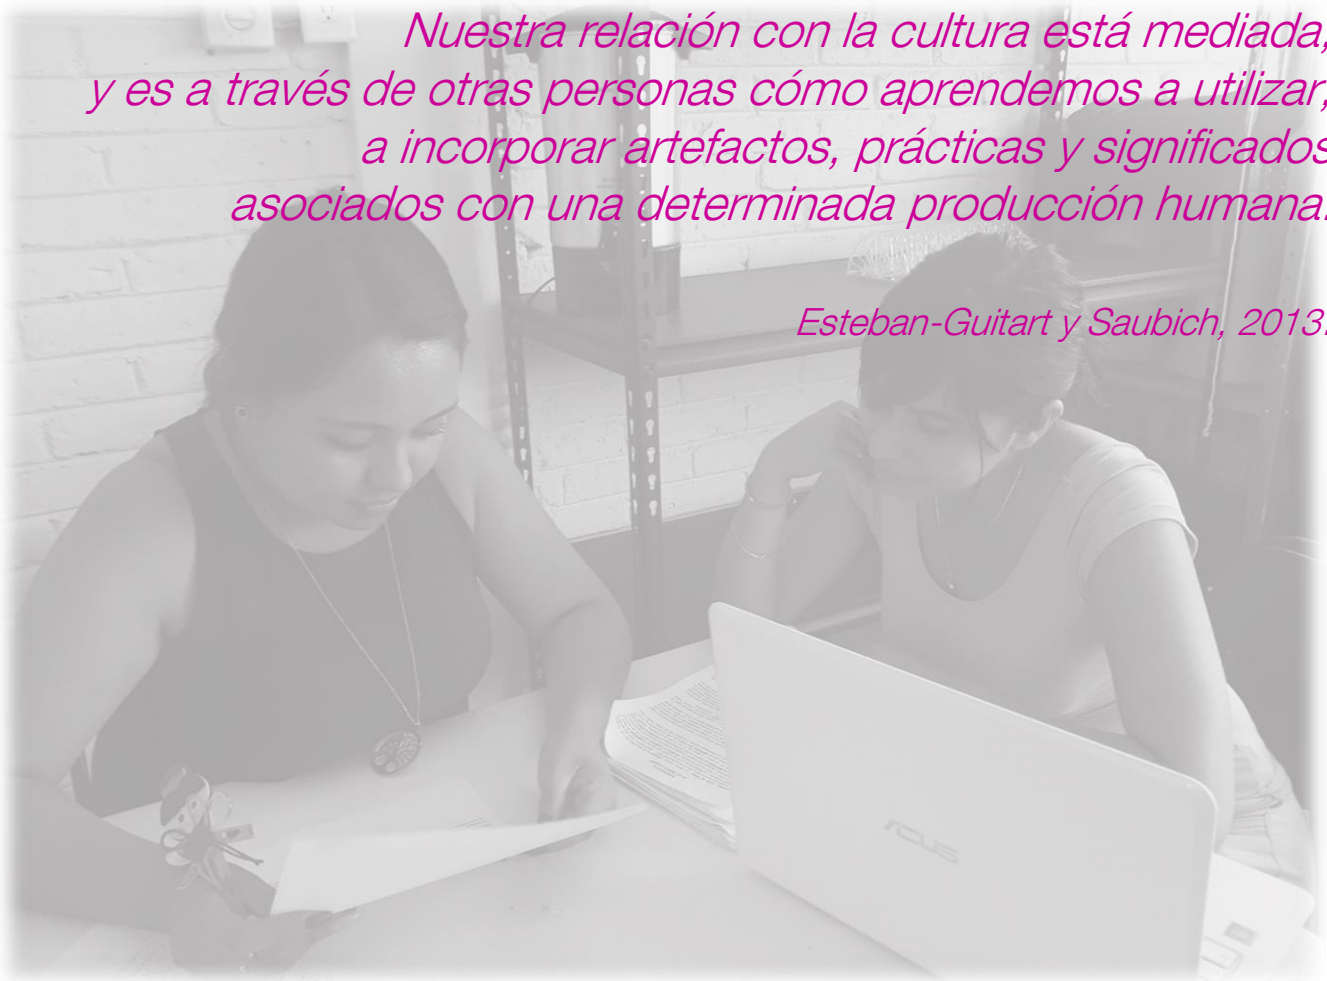 Nuestra relación con la cultura está mediada,
y es a través de otras personas cómo aprendemos a utilizar,
a incorporar artefactos, prácticas y significados
asociados con una determinada producción humana.
Esteban-Guitart y Saubich, 2013.
ASUS